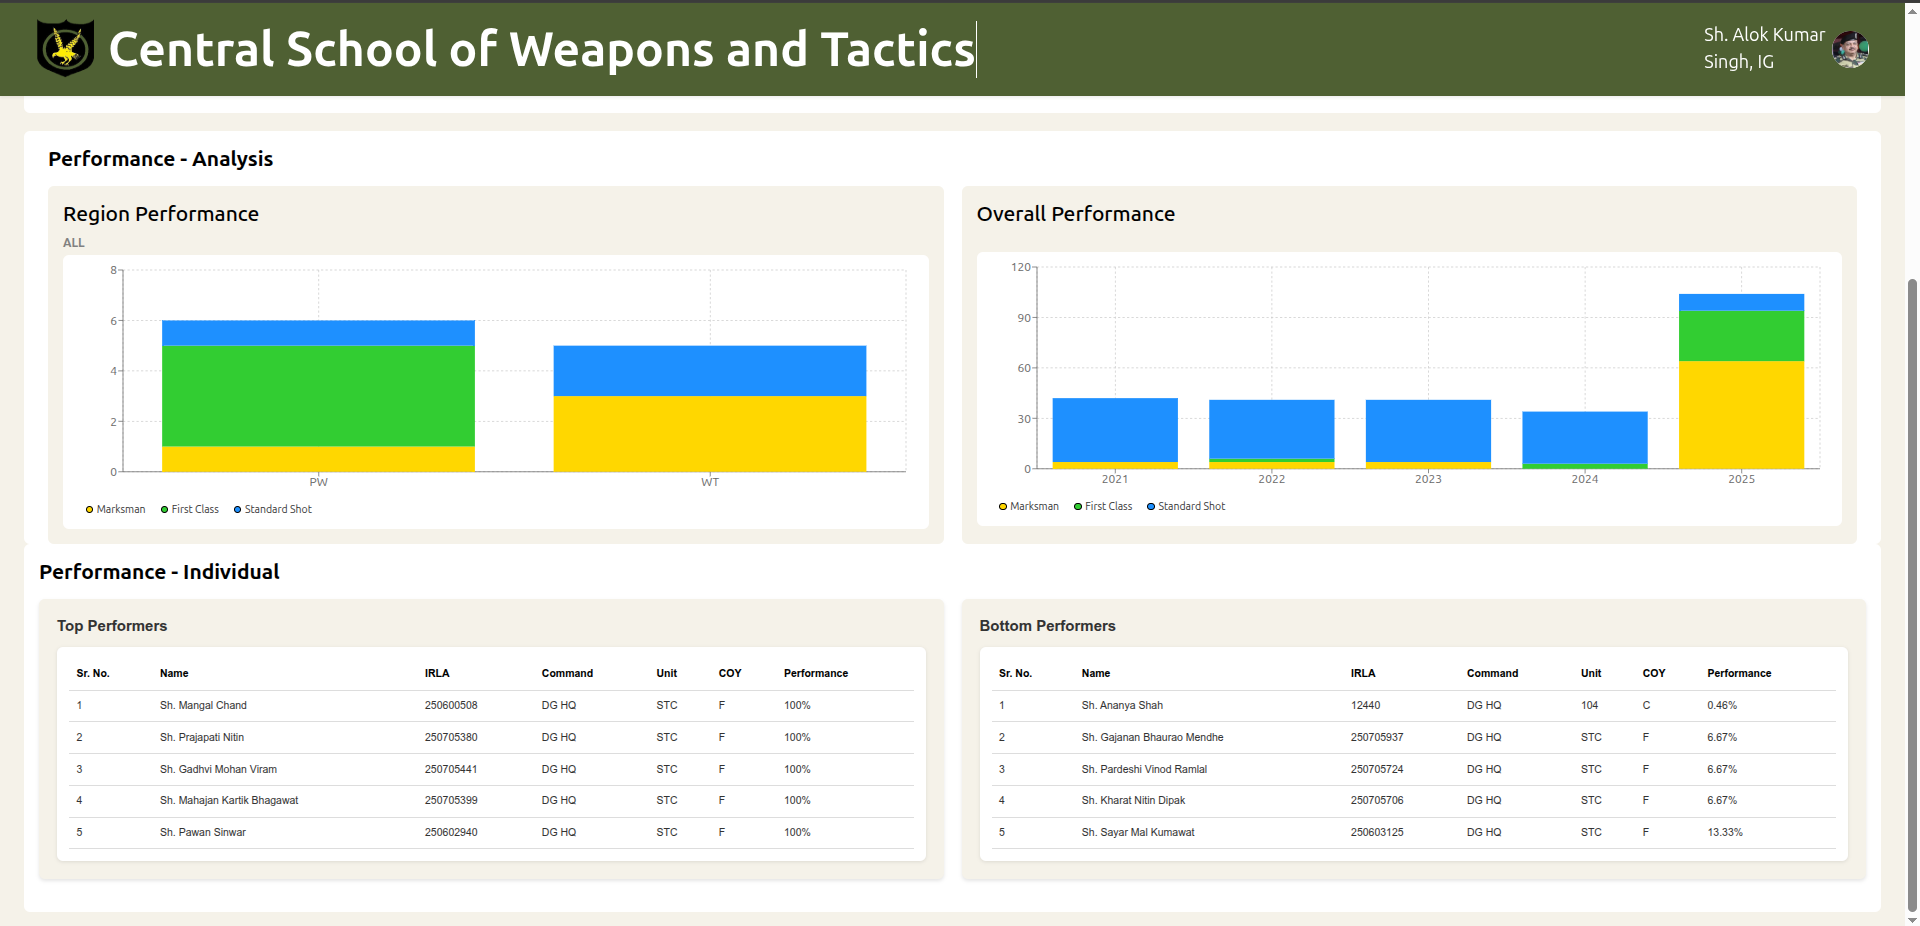 Central School of Weapons and Tactics
Sh. Alok Kumar
Singh, IG
Performance - Analysis
Region Performance
ALL
8
6
4
2
0
PW WT
Marksman First Class Standard Shot
Overall Performance
120
90
60
30
0
2021 2022 2023 2024 2025
Marksman First Class Standard Shot
Performance - Individual
Top Performers
Sr. No. Name IRLA Command Unit COY Performance
1 Sh. Mangal Chand 250600508 DG HQ STC F 100%
2 Sh. Prajapati Nitin 250705380 DG HQ STC F 100%
3 Sh. Gadhvi Mohan Viram 250705441 DG HQ STC F 100%
4 Sh. Mahajan Kartik Bhagawat 250705399 DG HQ STC F 100%
5 Sh. Pawan Sinwar 250602940 DG HQ STC F 100%
Bottom Performers
Sr. No. Name IRLA Command Unit COY Performance
1 Sh. Ananya Shah 12440 DG HQ 104 C 0.46%
2 Sh. Gajanan Bhaurao Mendhe 250705937 DG HQ STC F 6.67%
3 Sh. Pardeshi Vinod Ramlal 250705724 DG HQ STC F 6.67%
4 Sh. Kharat Nitin Dipak 250705706 DG HQ STC F 6.67%
5 Sh. Sayar Mal Kumawat 250603125 DG HQ STC F 13.33%